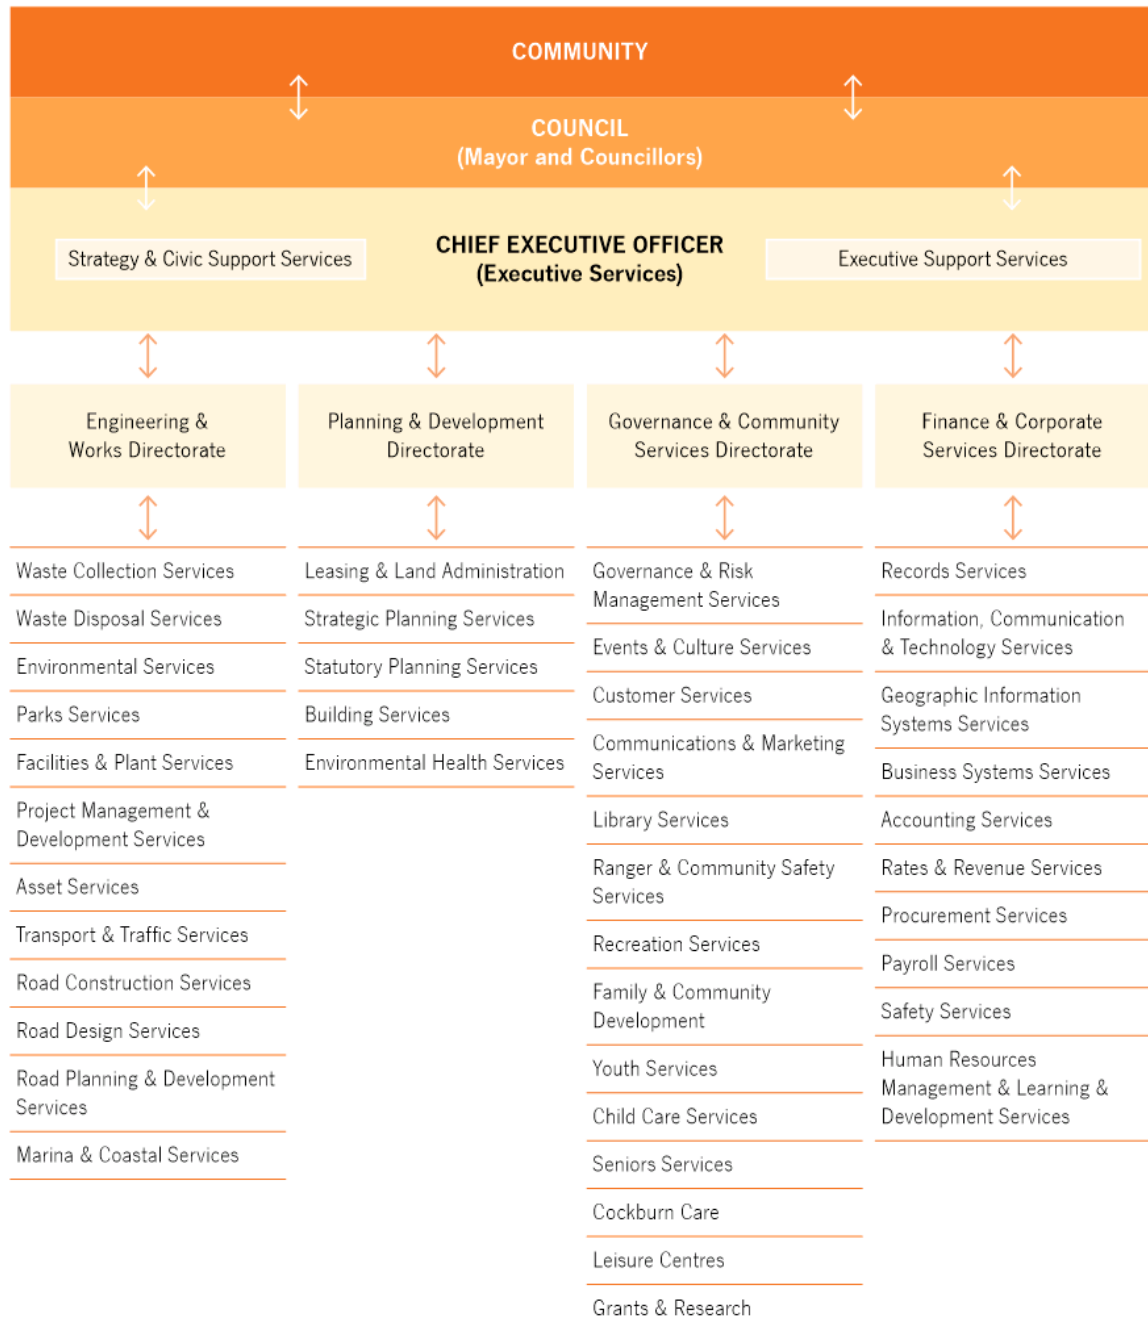 COMMUNITY
COUNCIL
(Mayor and Councillors)
Strategy & Civic Support Services
CHIEF EXECUTIVE OFFICER
(Executive Services)
Executive Support Services
Engineering &
Works Directorate
Planning & Development
Directorate
Governance & Community
Services Directorate
Finance & Corporate
Services Directorate
Waste Collection Services
Waste Disposal Services
Environmental Services
Parks Services
Facilities & Plant Services
Project Management &
Development Services
Asset Services
Transport & Traffic Services
Road Construction Services
Road Design Services
Road Planning & Development
Services
Marina & Coastal Services
Leasing & Land Administration
Strategic Planning Services
Statutory Planning Services
Building Services
Environmental Health Services
Governance & Risk
Management Services
Events & Culture Services
Customer Services
Communications & Marketing
Services
Library Services
Ranger & Community Safety
Services
Recreation Services
Family & Community
Development
Youth Services
Child Care Services
Seniors Services
Cockburn Care
Leisure Centres
Grants & Research
Records Services
Information, Communication
& Technology Services
Geographic Information
Systems Services
Business Systems Services
Accounting Services
Rates & Revenue Services
Procurement Services
Payroll Services
Safety Services
Human Resources
Management & Learning &
Development Services